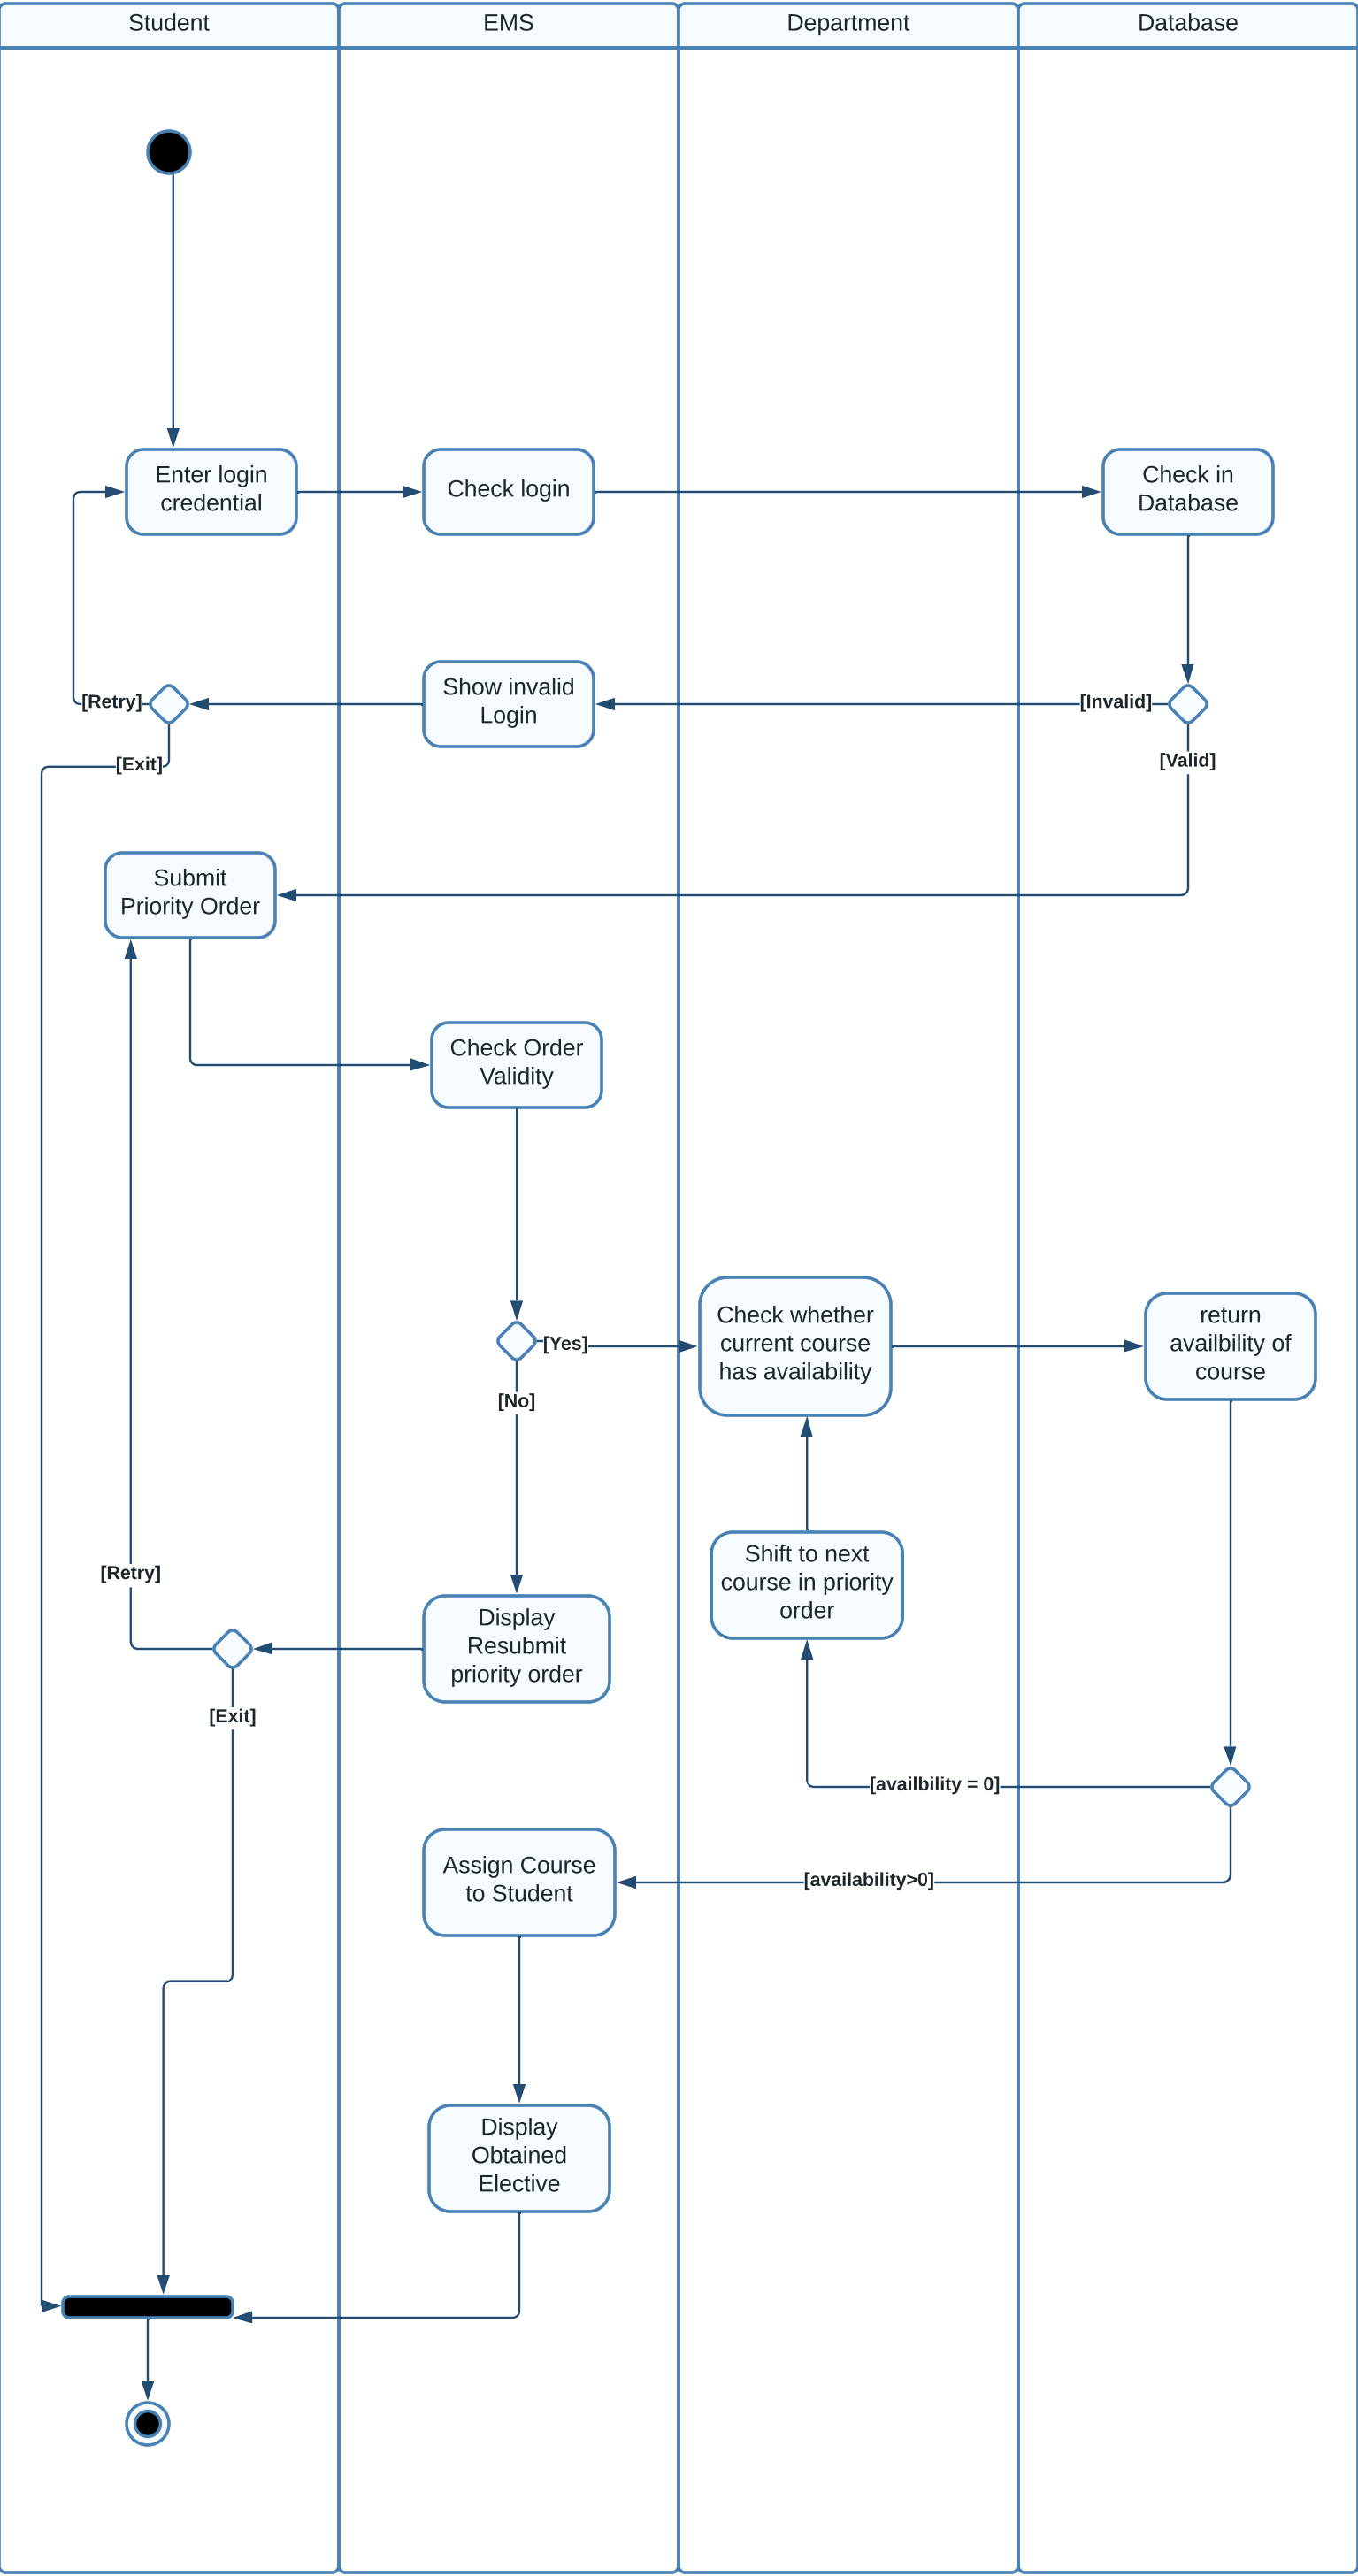 Student
EMS
Department
Database
Enter login
credential
Check login
Check in
Database
[Retry]
Show invalid
Login
[Invalid]
[Exit]
[Valid]
Submit
Priority Order
Check Order
Validity
[Yes]
Check whether
current course
has availability
return
availbility of
course
[No]
Shift to next
course in priority
order
[Retry]
Display
Resubmit
priority order
[Exit]
[availbility = 0]
Assign Course
to Student
[availability>0]
Display
Obtained
Elective